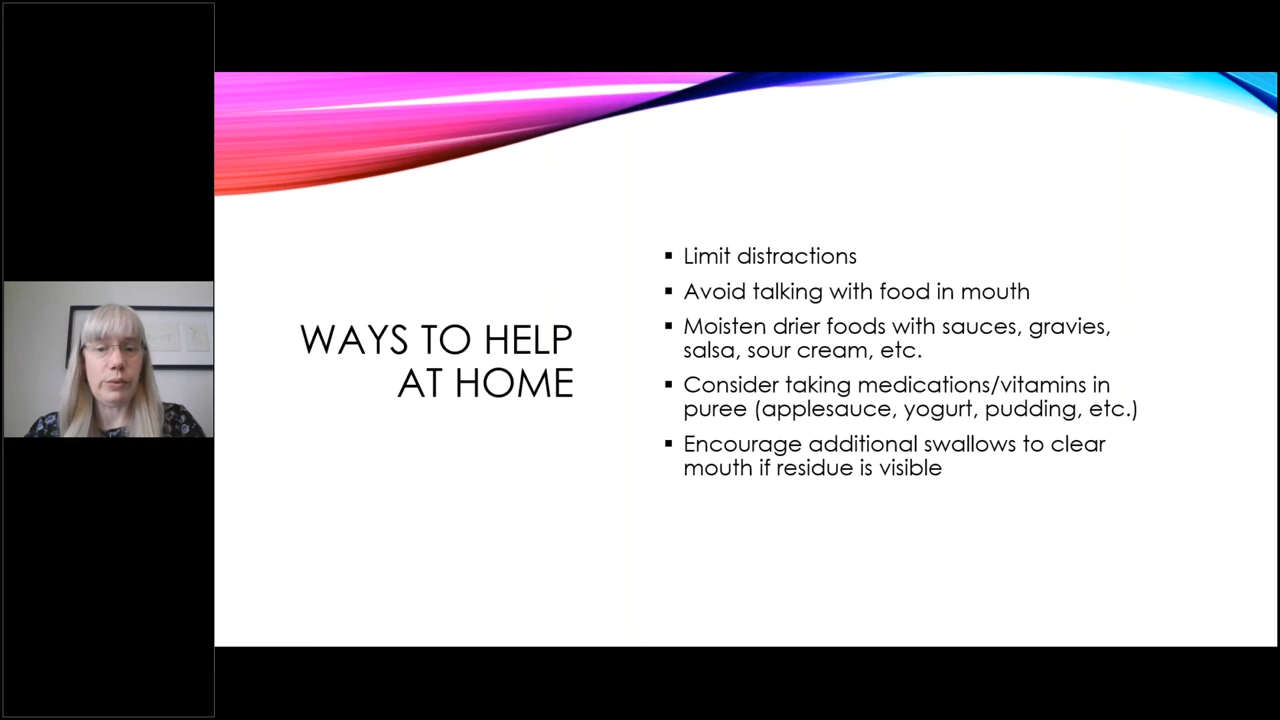 WAYS TO HELP
AT HOME
▪ Limit distractions
▪ Avoid talking with food in mouth
▪ Moisten drier foods with sauces, gravies,
salsa, sour cream, etc.
▪ Consider taking medications/vitamins in
puree (applesauce, yogurt, pudding, etc.)
▪ Encourage additional swallows to clear
mouth if residue is visible